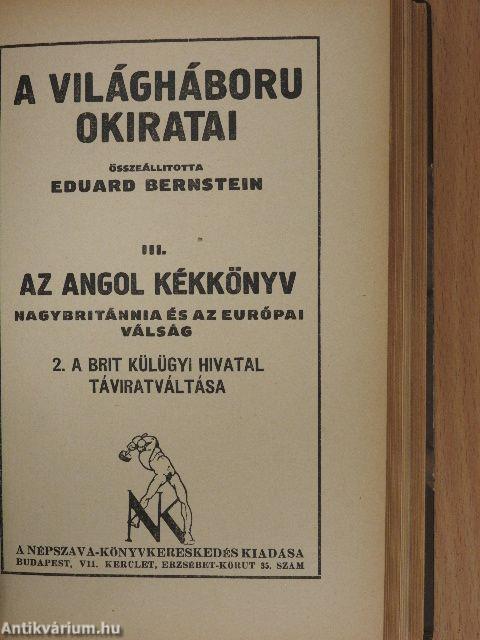 A VILÁGHÁBORU
OKIRATAI
ÖSSZEÁLLITOTTA
EDUARD BERNSTEIN
III.
AZ ANGOL KÉKKÖNYV
NAGYBRITÁNNIA ÉS AZ EURÓPAI
VÁLSÁG
2. A BRIT KÜLÜGYI HIVATAL
TÁVIRATVÁLTÁSA
NK
A NÉPSZAVA-KÖNYVKERESKEDÉS KIADÁSA
BUDAPEST, VII. KERÜLET, ERZSÉBET-KÖRUT 35. SZÁM
Antikvárium.hu